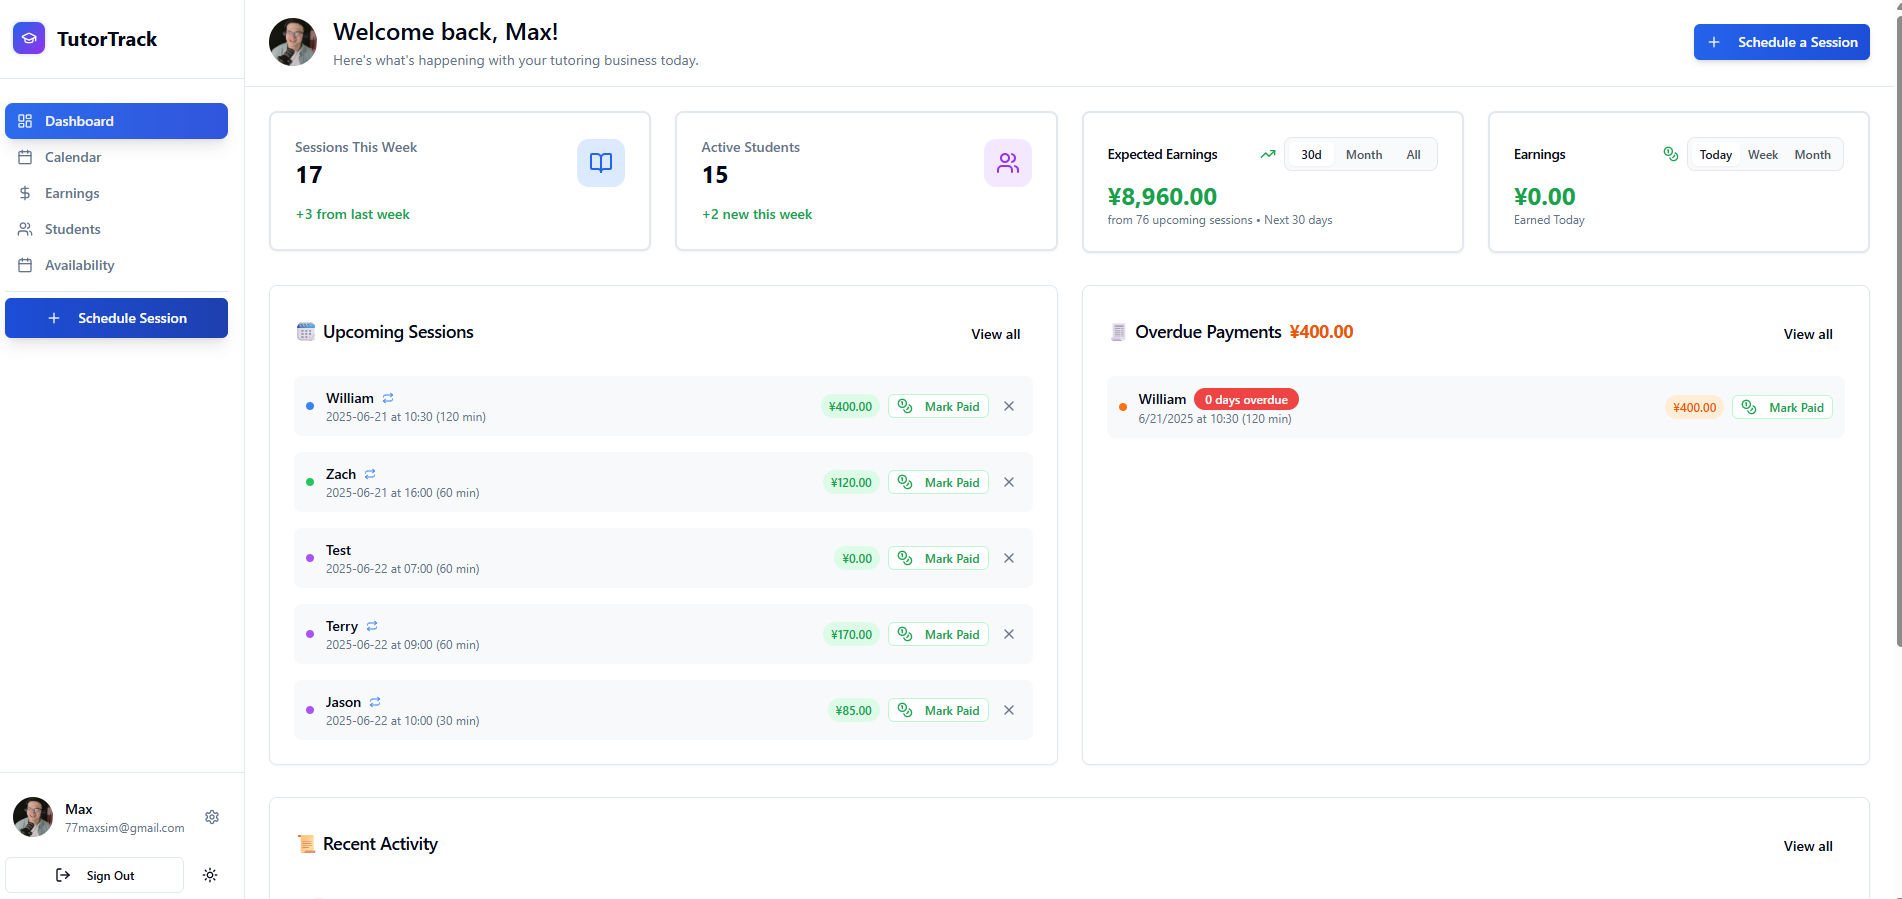 TutorTrack
Dashboard
Calendar
Earnings
Students
Availability
Schedule Session
Max
77maxsim@gmail.com
Sign Out
Welcome back, Max!
Here's what's happening with your tutoring business today.
Schedule a Session
Sessions This Week
17
+3 from last week
Active Students
15
+2 new this week
Expected Earnings 30d Month All
¥8,960.00
from 76 upcoming sessions • Next 30 days
Earnings Today Week Month
¥0.00
Earned Today
Upcoming Sessions View all
William
2025-06-21 at 10:30 (120 min)
¥400.00 Mark Paid
Zach
2025-06-21 at 16:00 (60 min)
¥120.00 Mark Paid
Test
2025-06-22 at 07:00 (60 min)
¥0.00 Mark Paid
Terry
2025-06-22 at 09:00 (60 min)
¥170.00 Mark Paid
Jason
2025-06-22 at 10:00 (30 min)
¥85.00 Mark Paid
Overdue Payments ¥400.00 View all
William 0 days overdue
6/21/2025 at 10:30 (120 min)
¥400.00 Mark Paid
Recent Activity View all